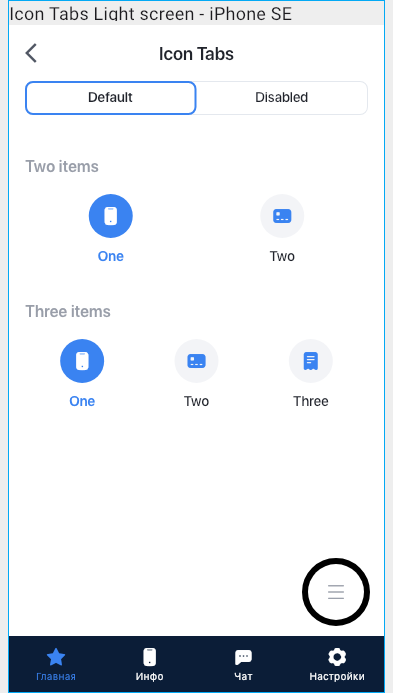 Icon Tabs Light screen - iPhone SE
Icon Tabs
Default Disabled
Two items
One Two
Three items
One Two Three
Главная Инфо Чат Настройки